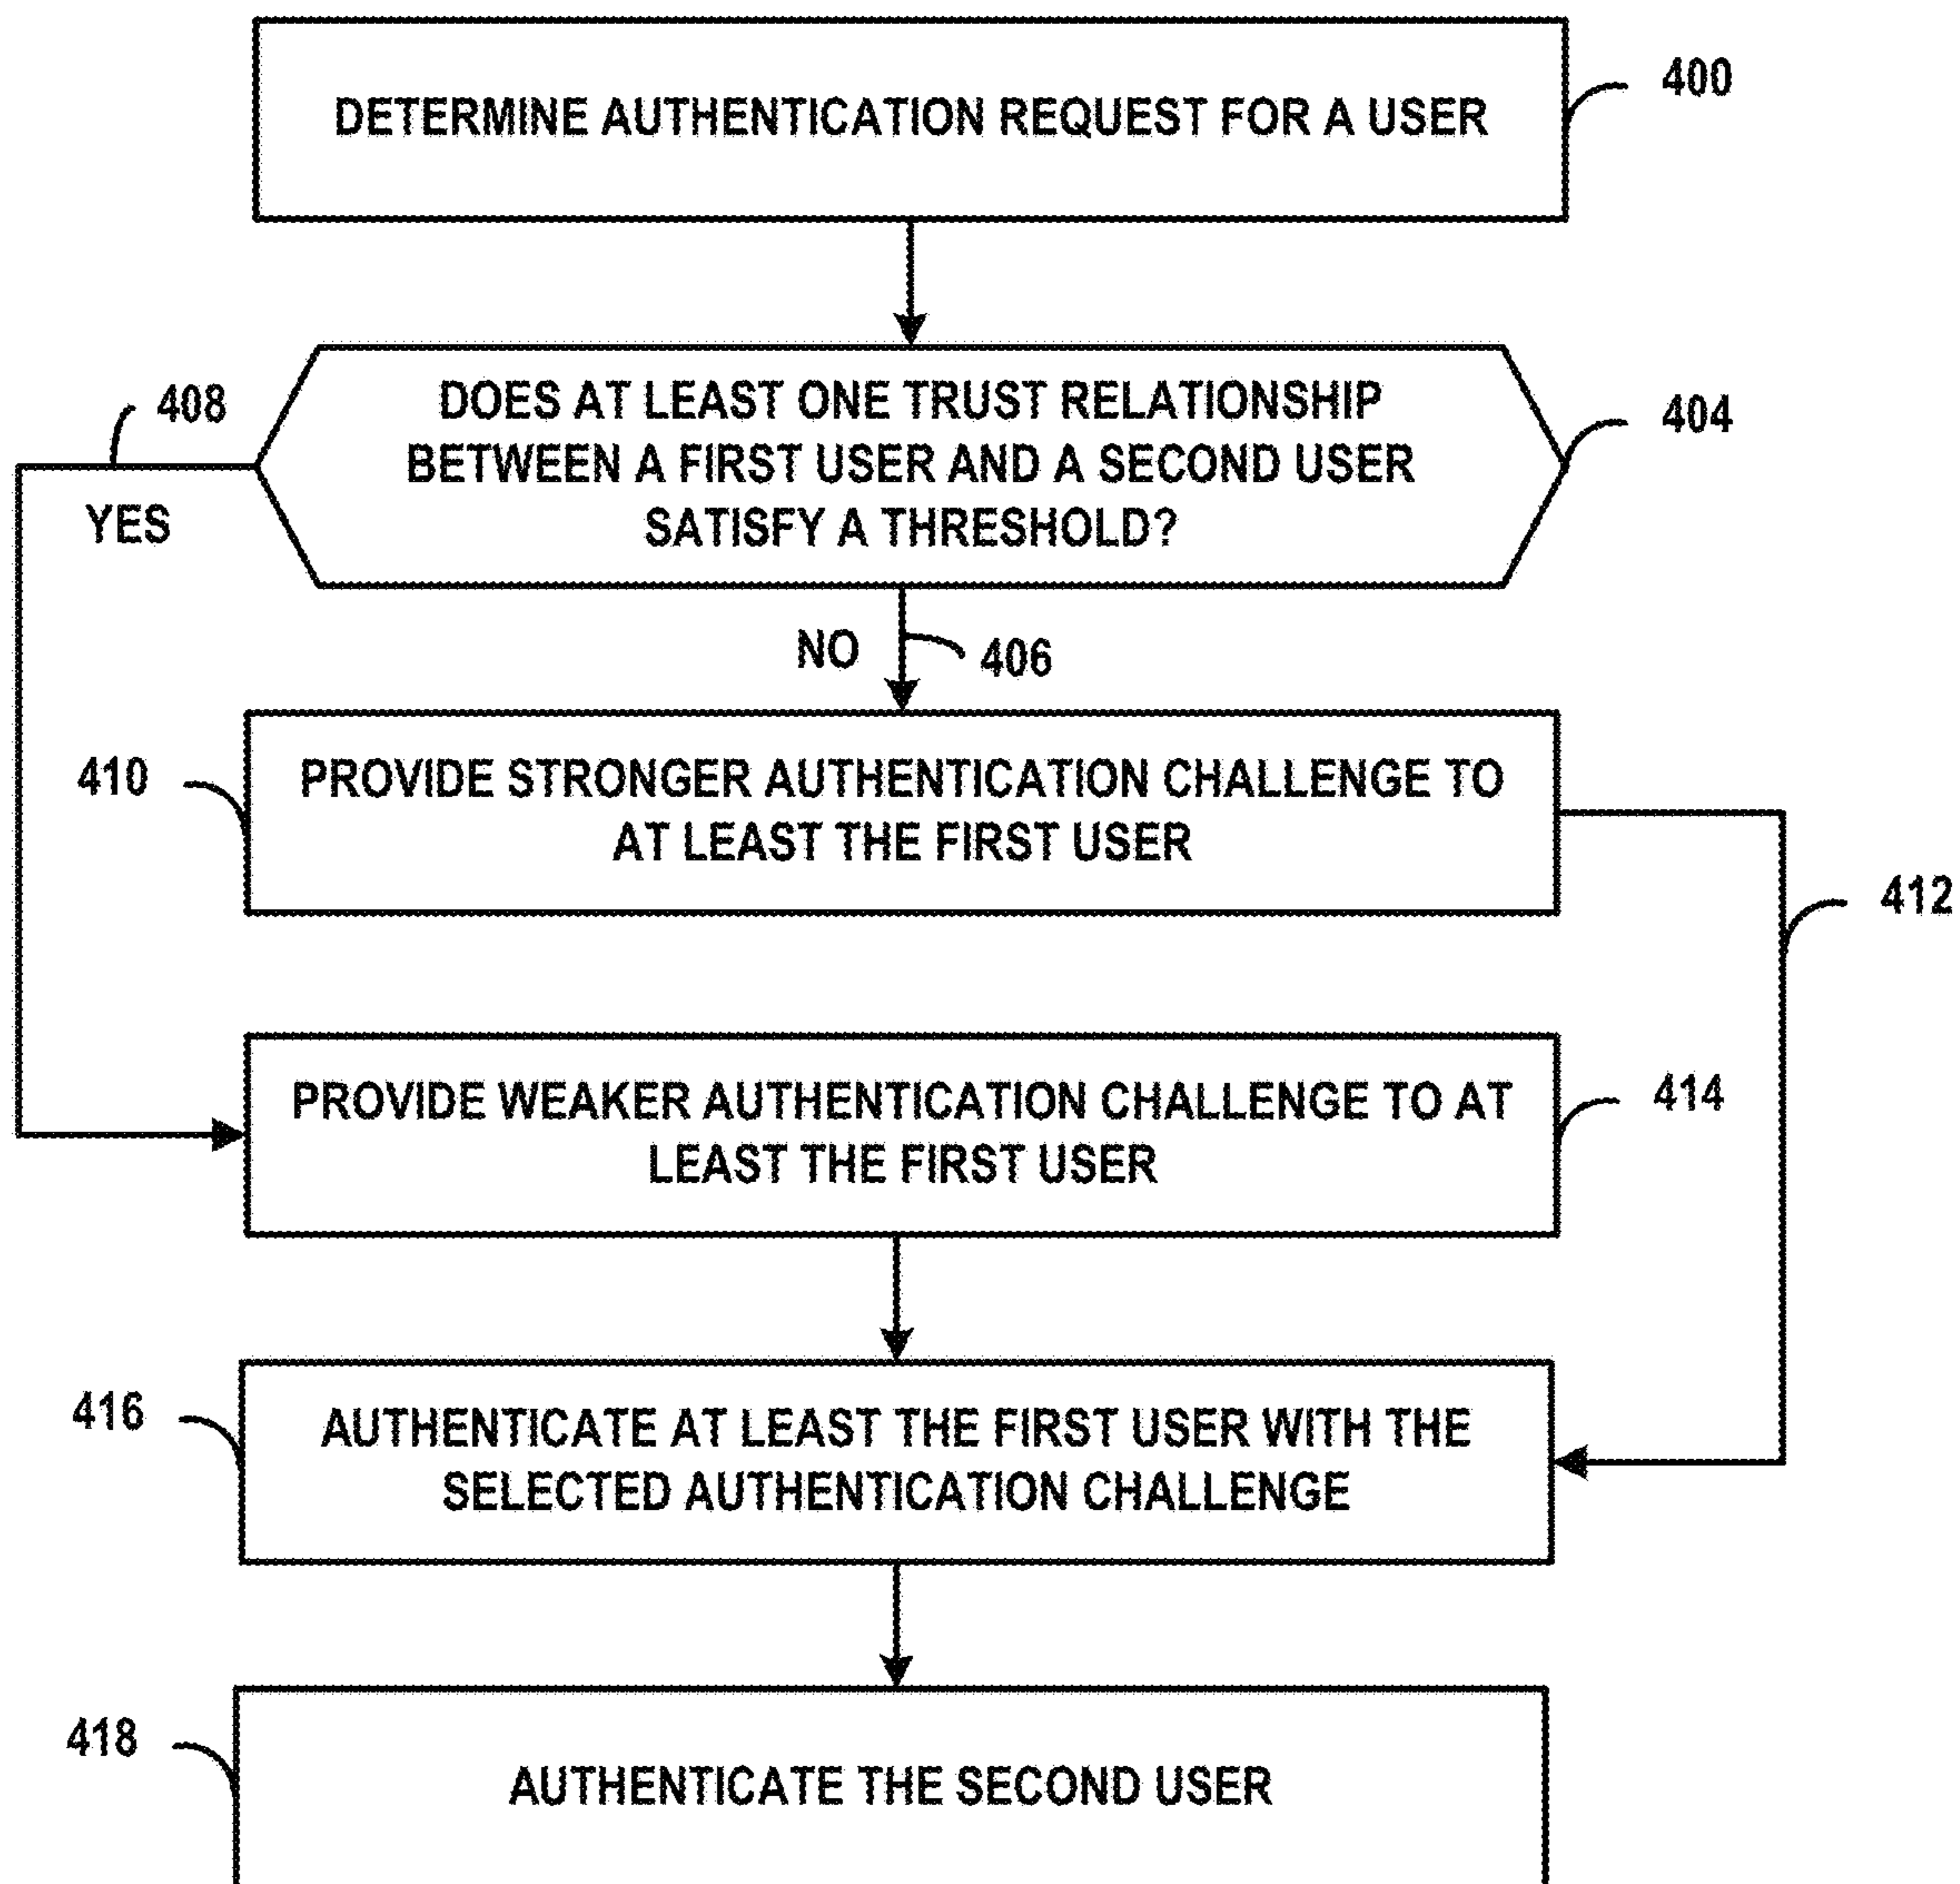 DETERMINE AUTHENTICATION REQUEST FOR A USER
400
DOES AT LEAST ONE TRUST RELATIONSHIP
BETWEEN A FIRST USER AND A SECOND USER
SATISFY A THRESHOLD?
404
408
YES
NO
406
410
PROVIDE STRONGER AUTHENTICATION CHALLENGE TO
AT LEAST THE FIRST USER
412
PROVIDE WEAKER AUTHENTICATION CHALLENGE TO AT
LEAST THE FIRST USER
414
416
AUTHENTICATE AT LEAST THE FIRST USER WITH THE
SELECTED AUTHENTICATION CHALLENGE
418
AUTHENTICATE THE SECOND USER